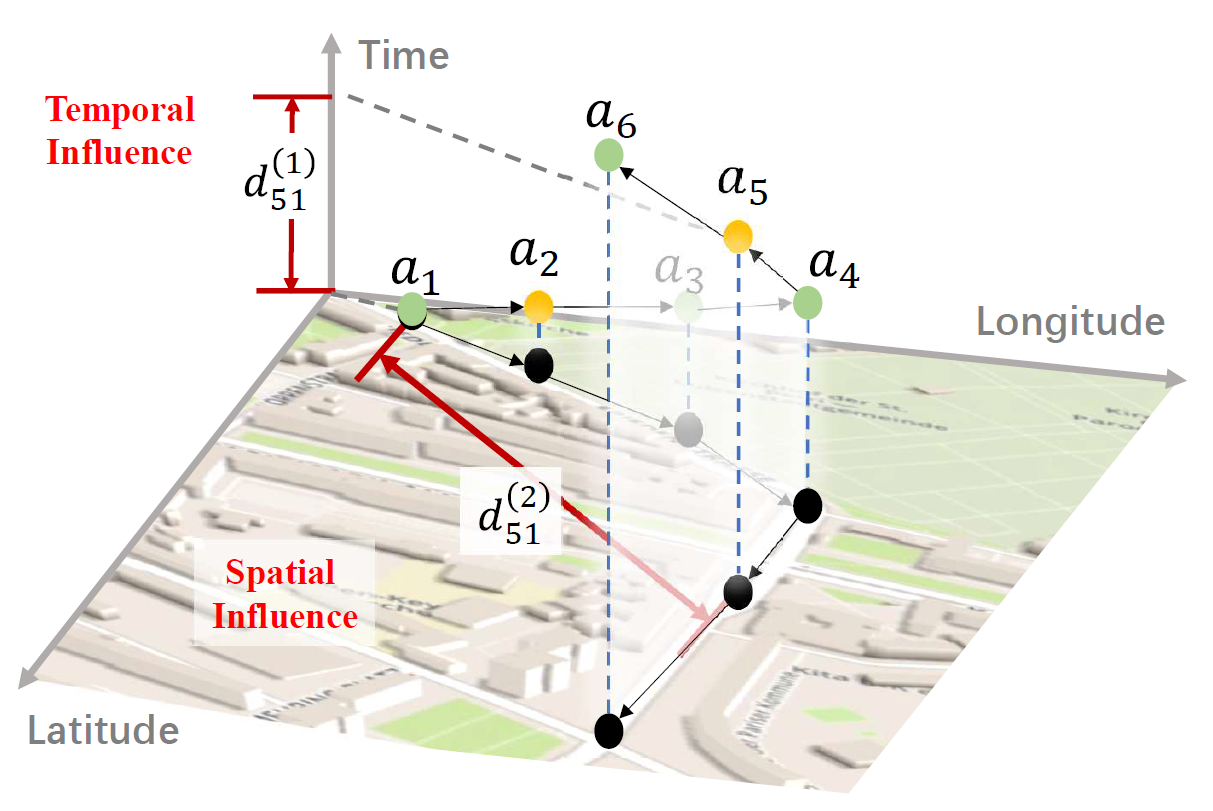 Time
Temporal
Influence
d_{51}^{(1)}
a_6
a_5
a_1
a_2
a_3
a_4
Longitude
d_{51}^{(2)}
Spatial
Influence
Latitude